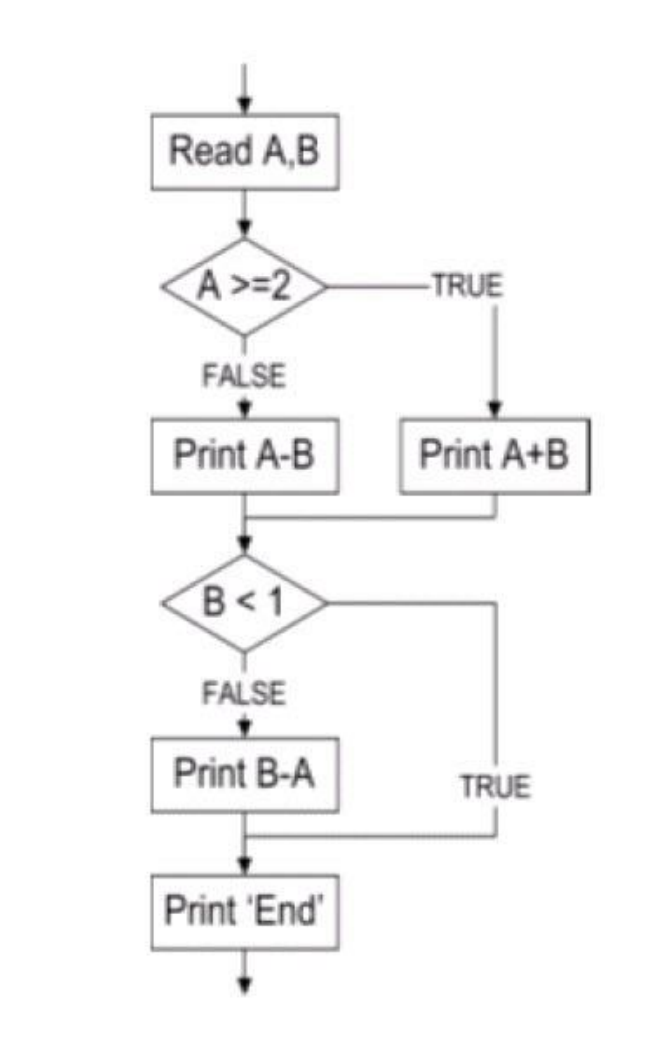 Read A,B
A >=2
TRUE
FALSE
Print A-B
Print A+B
B < 1
FALSE
Print B-A
TRUE
Print ‘End’